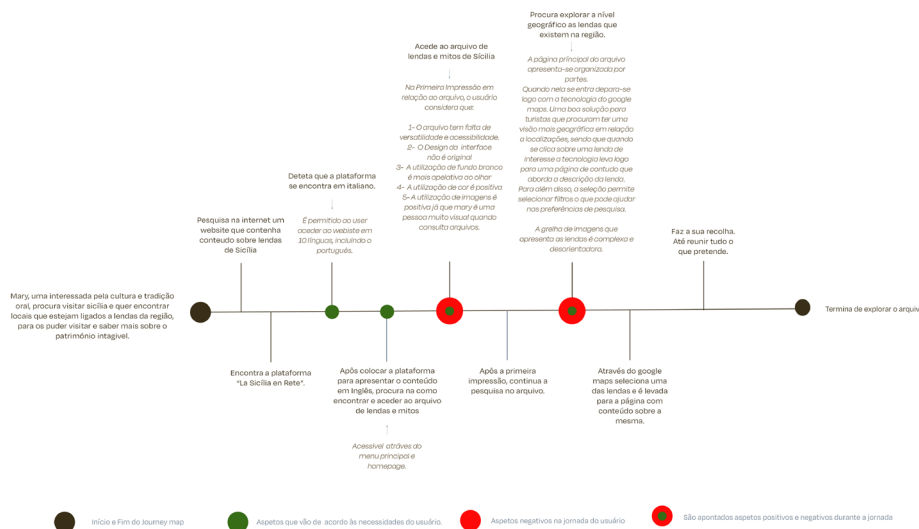 Procura explorar a nível
geográfico as lendas que
existem na região.
A página principal do arquivo
apresenta-se organizada por
partes.
Quando nela se entra depara-se
logo com a tecnologia do google
maps. Uma boa solução para
turistas que procuram ter uma
visão mais geográfica em relação
a localizações, sendo que quando
se clica sobre uma lenda de
interesse a tecnologia leva logo
para uma página de contudo que
aborda a descrição da lenda.
Para além disso, a seleção permite
selecionar filtros o que pode ajudar
nas preferências de pesquisa.
A grelha de imagens que
apresenta as lendas é complexa e
desorientadora.
Acede ao arquivo de
lendas e mitos de Sícilia
Na Primeira Impressão em
relação ao arquivo, o usuário
considera que:
1- O arquivo tem falta de
versatilidade e acessibilidade.
2- O Design da interface
não é original
3- A utilização de fundo branco
é mais apelativa ao olhar
4- A utilização de cor é positiva
5- A utilização de imagens é
positiva já que mary é uma
pessoa muito visual quando
consulta arquivos.
Deteta que a plataforma
se encontra em italiano.
É permitido ao user
aceder ao webiste em
10 línguas, incluindo o
português.
Pesquisa na internet um
website que contenha
conteudo sobre lendas
de Sicília
Faz a sua recolha.
Até reunir tudo o
que pretende.
Mary, uma interessada pela cultura e tradição
oral, procura visitar sicília e quer encontrar
locais que estejam ligados a lendas da região,
para os puder visitar e saber mais sobre o
património intagivel.
Termina de explorar o arquiv
Encontra a plataforma
“La Sicília en Rete”.
Após colocar a plataforma
para apresentar o conteúdo
em Inglês, procura na como
encontrar e aceder ao arquivo
de lendas e mitos
Acessivel atráves do
menu principal e
homepage.
Após a primeira
impressão, continua a
pesquisa no arquivo.
Através do google
maps seleciona uma
das lendas e é levada
para a página com
conteúdo sobre a
mesma.
Início e Fim do Journey map
Aspetos que vão de acordo às necessidades do usuário.
Aspetos negativos na jornada do usuário
São apontados aspetos positivos e negativos durante a jornada